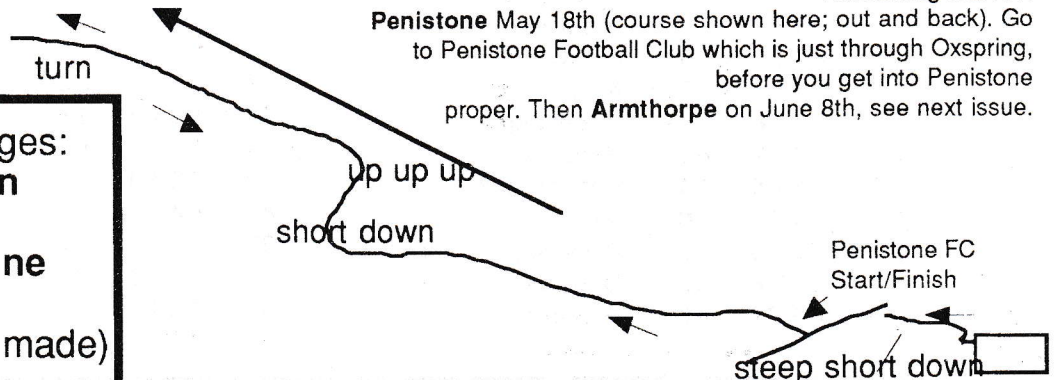 Penistone May 18th (course shown here; out and back). Go
to Penistone Football Club which is just through Oxspring,
before you get into Penistone
proper. Then Armthorpe on June 8th, see next issue.
turn
up up up
short down
Penistone FC
Start/Finish
steep short down
ges:
n
ne
made)